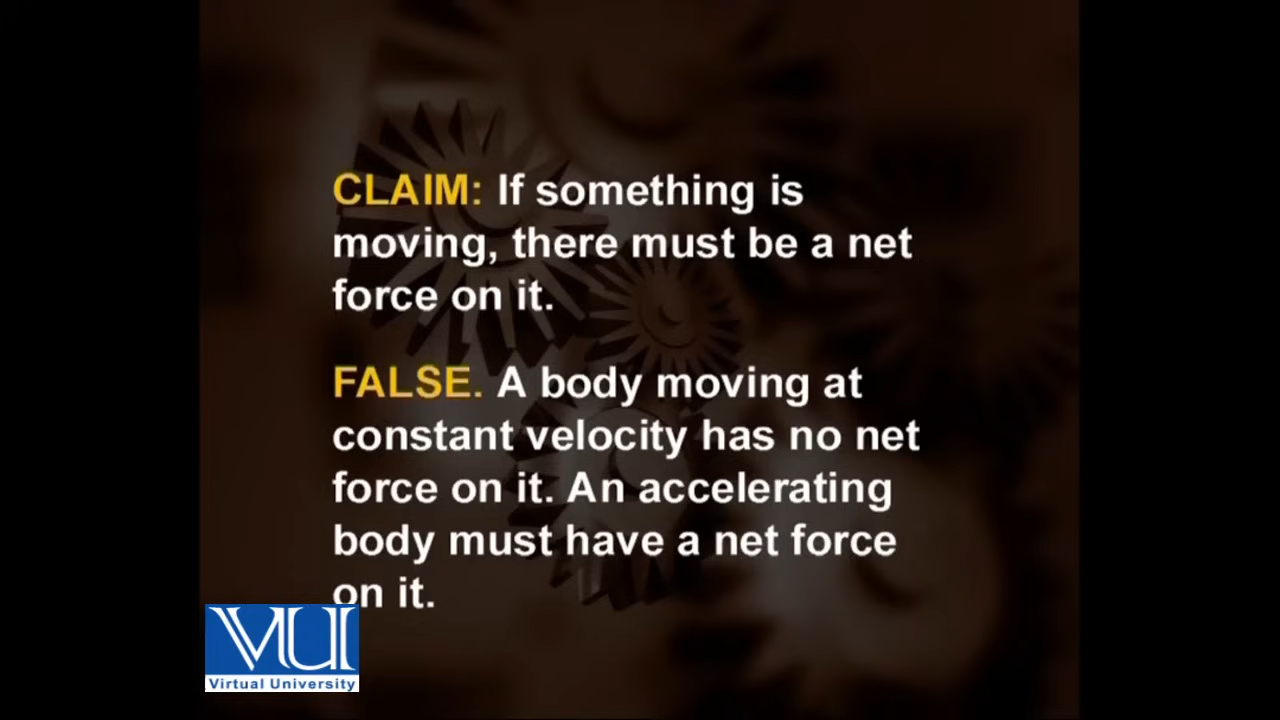 CLAIM: If something is
moving, there must be a net
force on it.
FALSE. A body moving at
constant velocity has no net
force on it. An accelerating
body must have a net force
on it.
VU
Virtual University